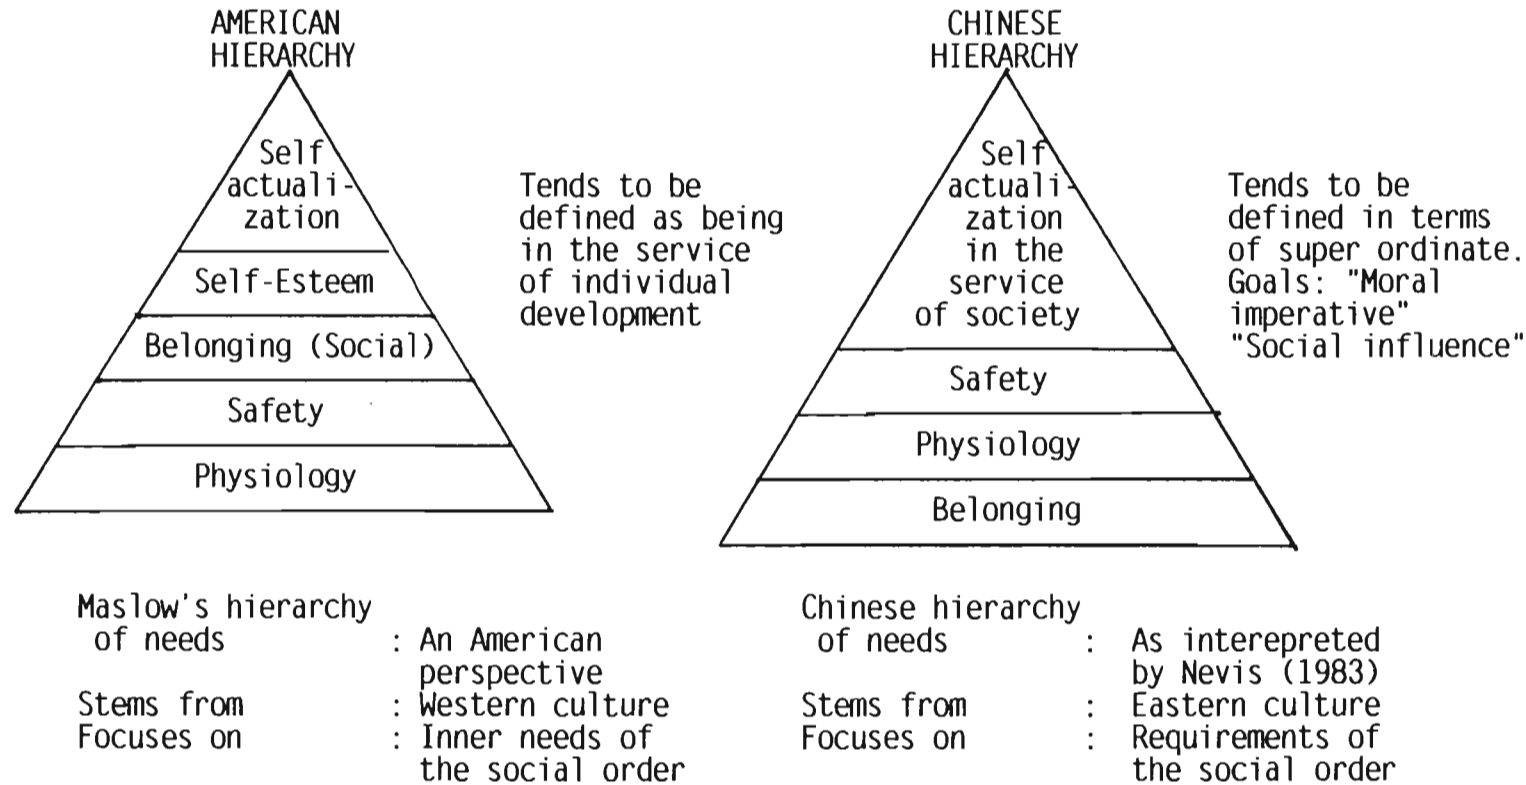 AMERICAN
HIERARCHY
Self
actuali-
zation
Self-Esteem
Belonging (Social)
Safety
Physiology
Tends to be
defined as being
in the service
of individual
development
CHINESE
HIERARCHY
Self
actuali-
zation
in the
service
of society
Safety
Physiology
Belonging
Tends to be
defined in terms
of super ordinate.
Goals: "Moral
imperative"
"Social influence"
Maslow's hierarchy
of needs : An American
perspective
Stems from : Western culture
Focuses on : Inner needs of
the social order
Chinese hierarchy
of needs : As interepreted
by Nevis (1983)
Stems from : Eastern culture
Focuses on : Requirements of
the social order